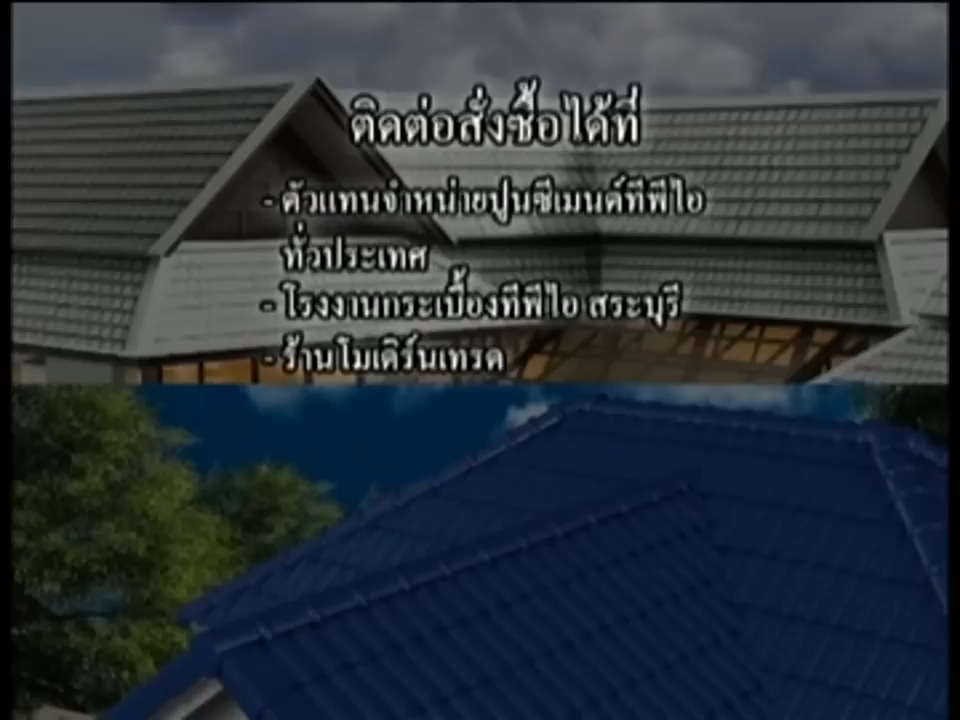 ติดต่อสั่งซื้อได้ที่
- ตัวแทนจำหน่ายปูนซีเมนต์ทีพีไอ
ทั่วประเทศ
- โรงงานกระเบื้องทีพีไอ สระบุรี
- ร้านโมเดิร์นเทรด